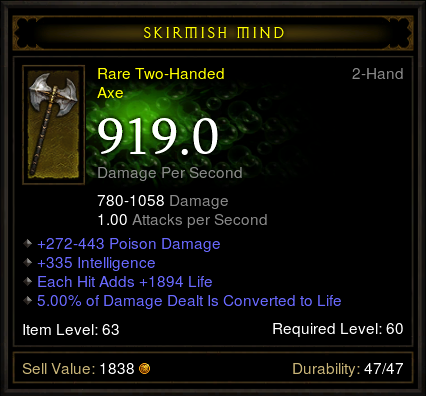 SKIRMISH MIND
Rare Two-Handed 2-Hand
Axe
919.0
Damage Per Second
780-1058 Damage
1.00 Attacks per Second
+272-443 Poison Damage
+335 Intelligence
Each Hit Adds +1894 Life
5.00% of Damage Dealt Is Converted to Life
Item Level: 63 Required Level: 60
Sell Value: 1838 Durability: 47/47